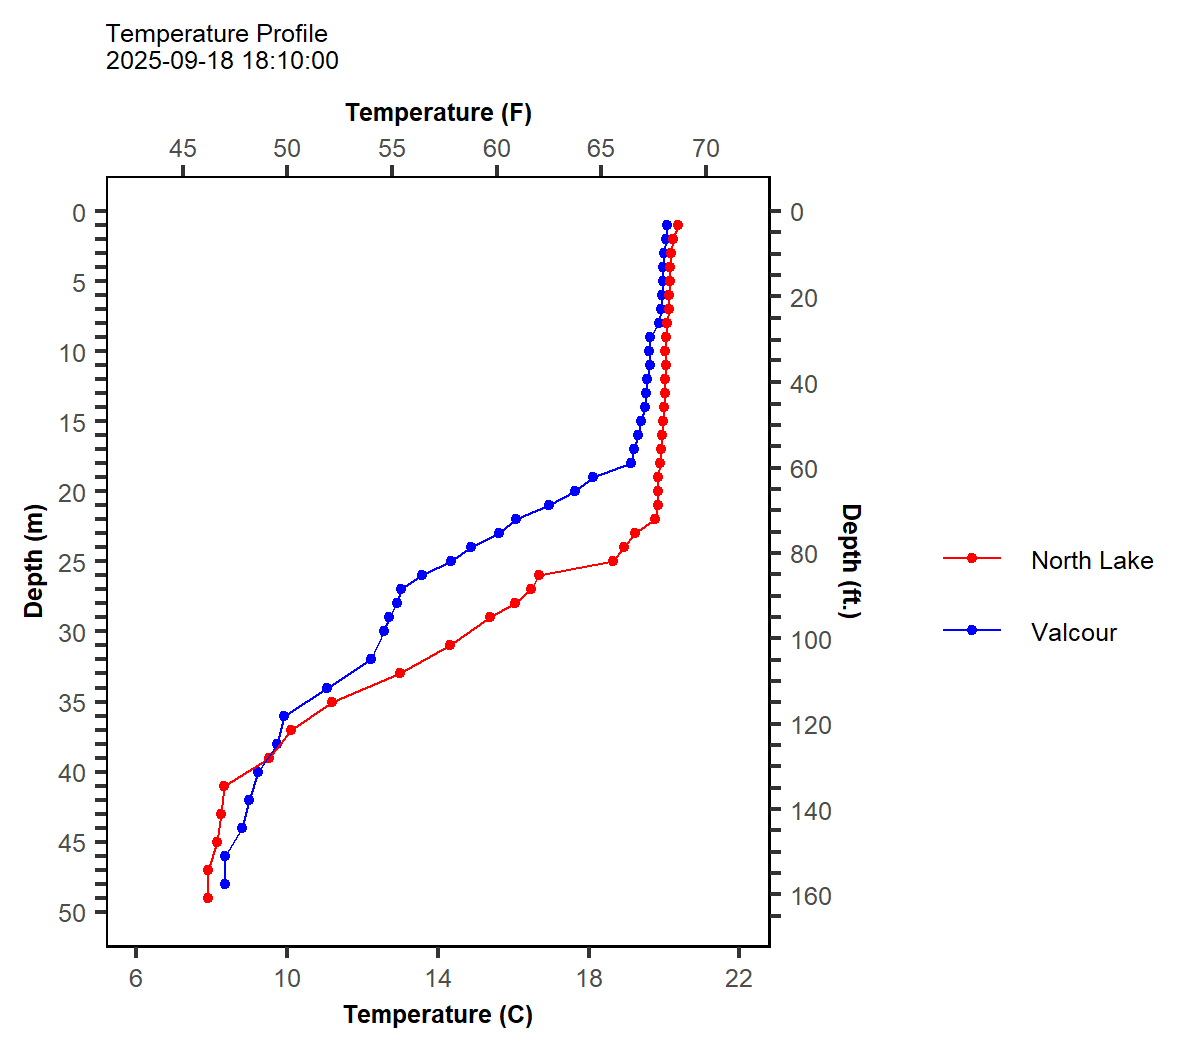 Temperature Profile
2025-09-18 18:10:00
Temperature (F)
45 50 55 60 65 70
0
5
10
15
20
25
30
35
40
45
50
Depth (m)
0
20
40
60
80
100
120
140
160
Depth (ft.)
North Lake
Valcour
6 10 14 18 22
Temperature (C)